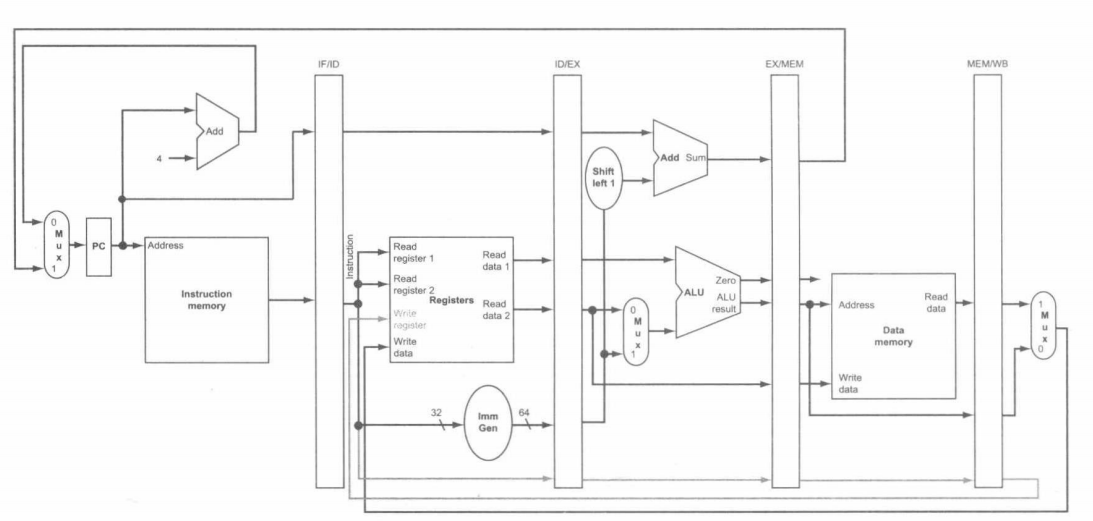 IF/ID
ID/EX
EX/MEM
MEM/WB
Add
4
Add Sum
Shift
left 1
0
M
u
x
1
PC
Address
Instruction
memory
Instruction
Read
register 1
Read
register 2
Registers
Write
register
Write
data
Read
data 1
Read
data 2
0
M
u
x
1
ALU
Zero
ALU
result
Address
Read
data
Data
memory
Write
data
1
M
u
x
0
32
Imm
Gen
64